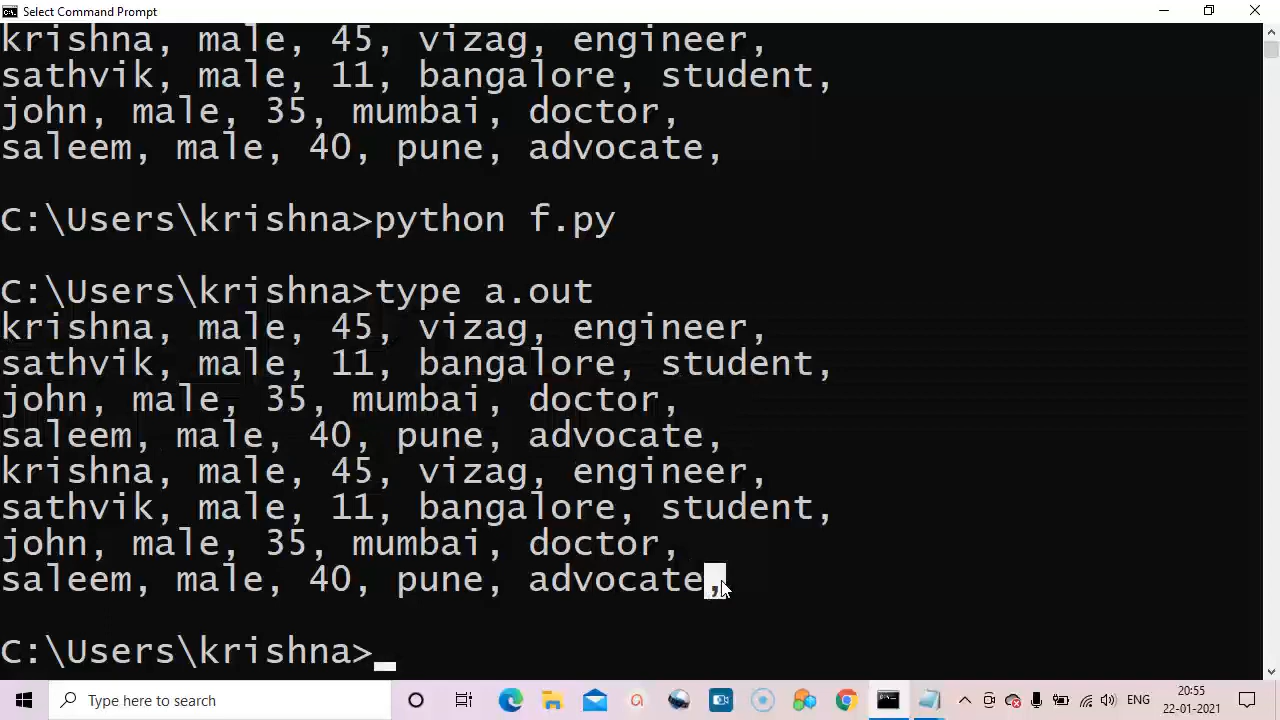 Select Command Prompt
krishna, male, 45, vizag, engineer,
sathvik, male, 11, bangalore, student,
john, male, 35, mumbai, doctor,
saleem, male, 40, pune, advocate,
C:\Users\krishna>python f.py
C:\Users\krishna>type a.out
krishna, male, 45, vizag, engineer,
sathvik, male, 11, bangalore, student,
john, male, 35, mumbai, doctor,
saleem, male, 40, pune, advocate,
krishna, male, 45, vizag, engineer,
sathvik, male, 11, bangalore, student,
john, male, 35, mumbai, doctor,
saleem, male, 40, pune, advocate,
C:\Users\krishna>
Type here to search
ENG
20:55
22-01-2021